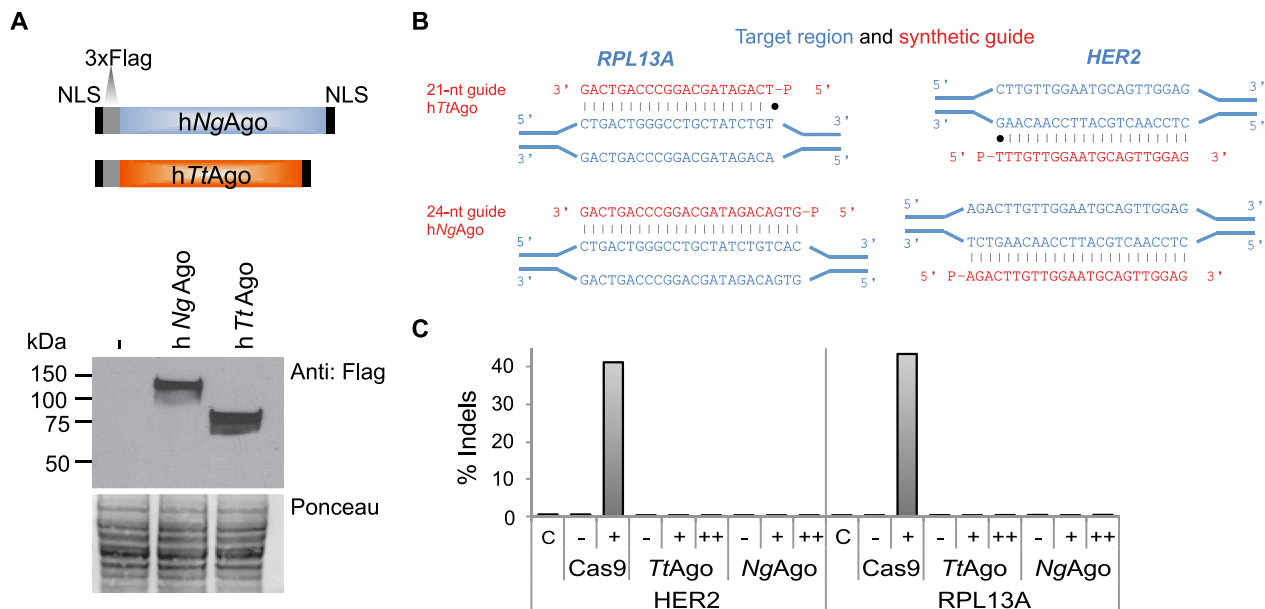 A
3xFlag
NLS NLS
hNgAgo
hTtAgo
- hNgAgo hTtAgo
kDa
150
100
75
50
Anti: Flag
Ponceau
B
Target region and synthetic guide
RPL13A
21-nt guide
hTtAgo
3’ GACTGACCCGGACGATAGACT-P 5’
5’ CTGACTGGGCCTGCTATCTGT 3’
3’ GACTGACCCGGACGATAGACA 5’
24-nt guide
hNgAgo
3’ GACTGACCCGGACGATAGACAGTG-P 5’
5’ CTGACTGGGCCTGCTATCTGTCAC 3’
3’ GACTGACCCGGACGATAGACAGTG 5’
HER2
5’ CTTGTTGGAATGCAGTTGGAG 3’
3’ GAACAACCTTACGTCAACCTC 5’
5’ P-TTTGTTGGAATGCAGTTGGAG 3’
5’ AGACTTGTTGGAATGCAGTTGGAG 3’
3’ TCTGAACAACCTTACGTCAACCTC 5’
5’ P-AGACTTGTTGGAATGCAGTTGGAG 3’
C
% Indels
40
30
20
10
0
C - + - + ++ - + ++ C - + - + ++ - + ++
Cas9 TtAgo NgAgo Cas9 TtAgo NgAgo
HER2 RPL13A